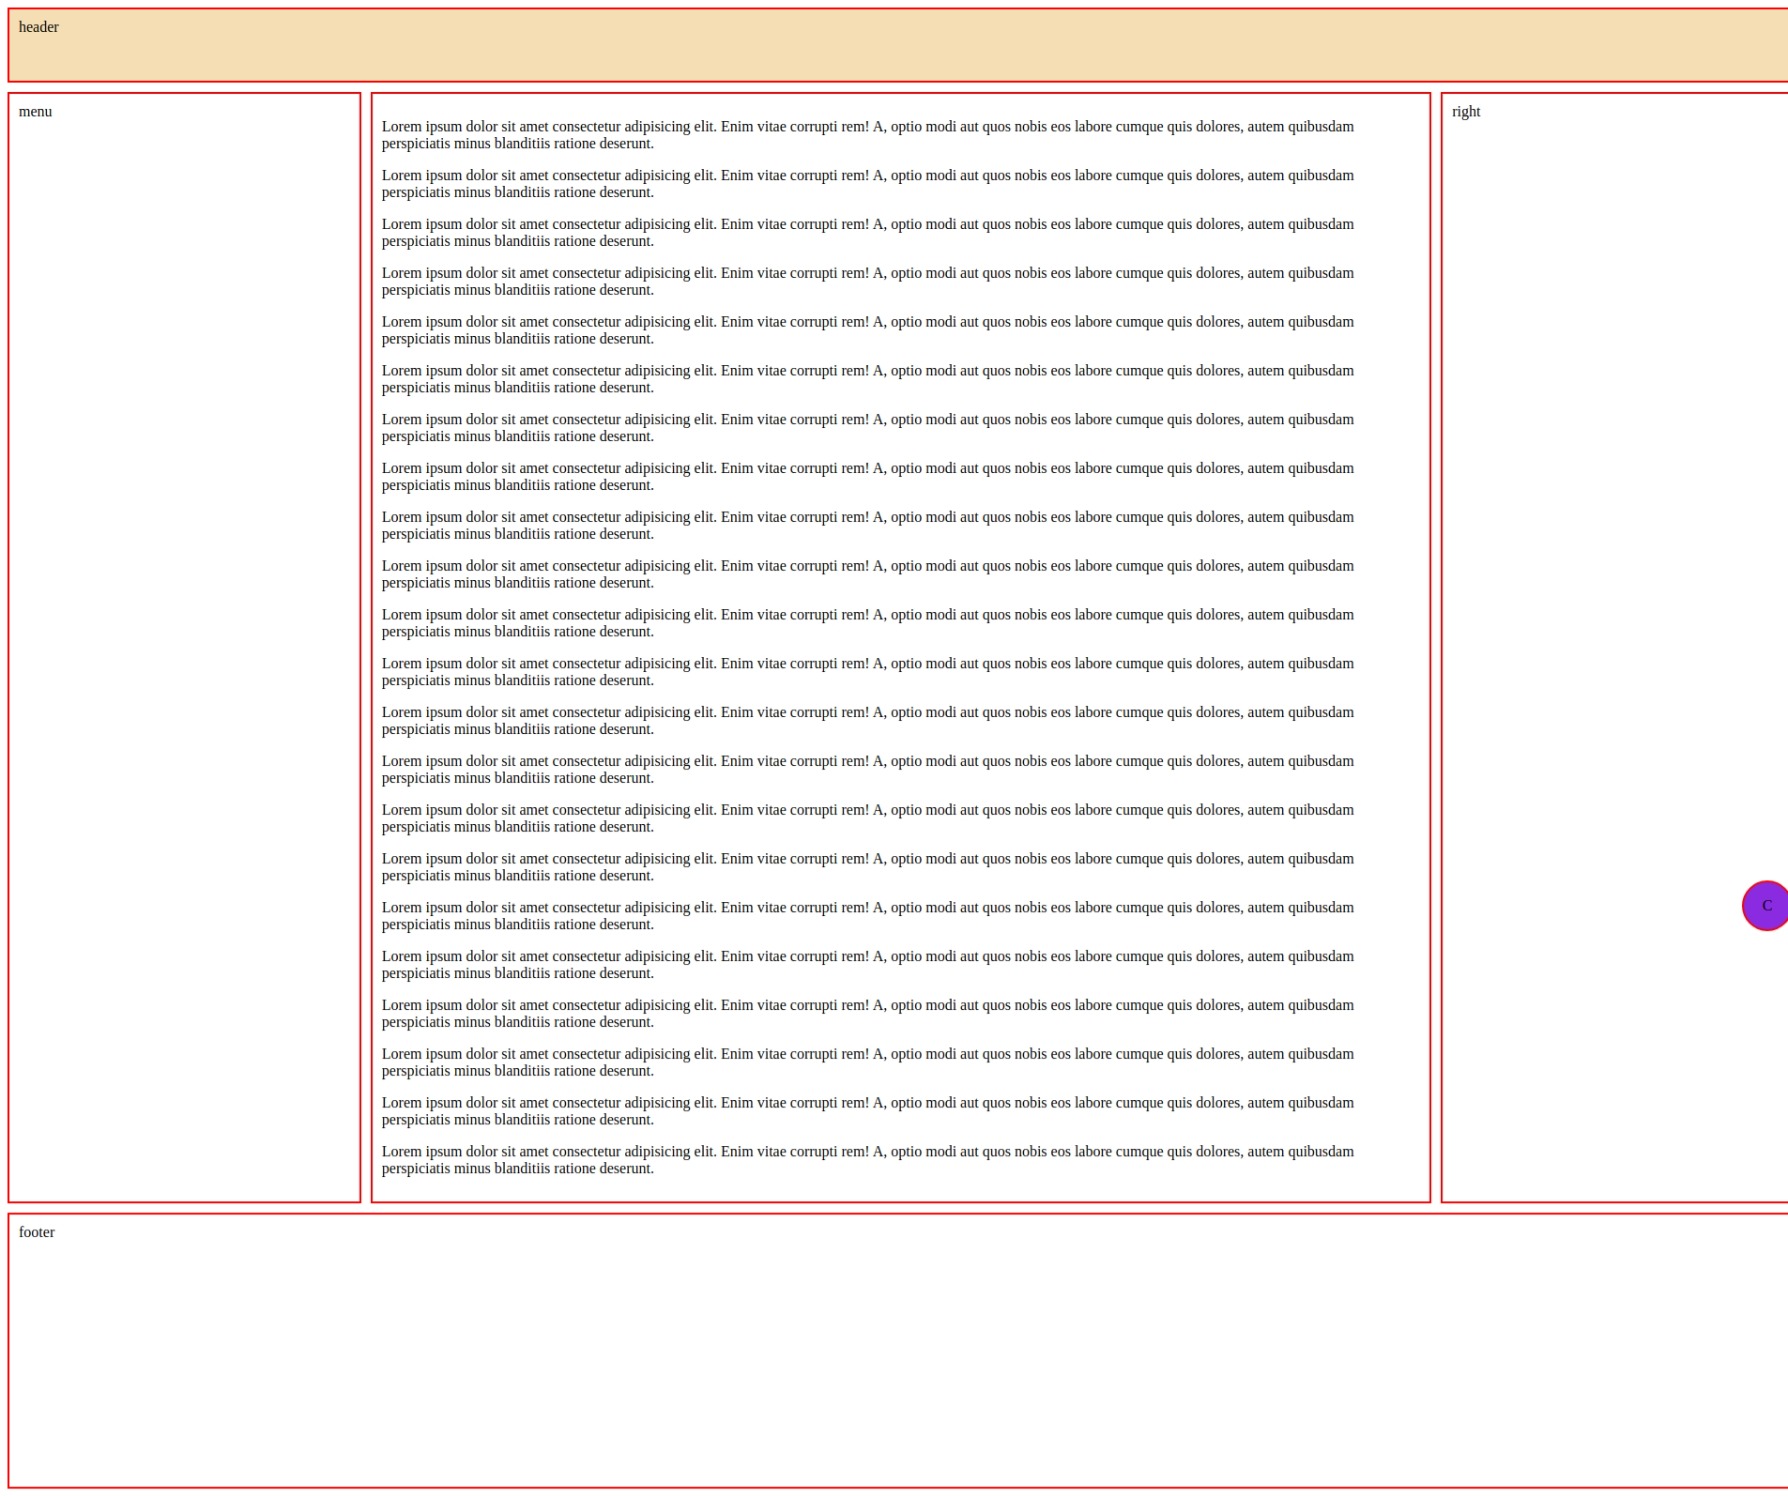 header
menu
Lorem ipsum dolor sit amet consectetur adipisicing elit. Enim vitae corrupti rem! A, optio modi aut quos nobis eos labore cumque quis dolores, autem quibusdam
perspiciatis minus blanditiis ratione deserunt.
Lorem ipsum dolor sit amet consectetur adipisicing elit. Enim vitae corrupti rem! A, optio modi aut quos nobis eos labore cumque quis dolores, autem quibusdam
perspiciatis minus blanditiis ratione deserunt.
Lorem ipsum dolor sit amet consectetur adipisicing elit. Enim vitae corrupti rem! A, optio modi aut quos nobis eos labore cumque quis dolores, autem quibusdam
perspiciatis minus blanditiis ratione deserunt.
Lorem ipsum dolor sit amet consectetur adipisicing elit. Enim vitae corrupti rem! A, optio modi aut quos nobis eos labore cumque quis dolores, autem quibusdam
perspiciatis minus blanditiis ratione deserunt.
Lorem ipsum dolor sit amet consectetur adipisicing elit. Enim vitae corrupti rem! A, optio modi aut quos nobis eos labore cumque quis dolores, autem quibusdam
perspiciatis minus blanditiis ratione deserunt.
Lorem ipsum dolor sit amet consectetur adipisicing elit. Enim vitae corrupti rem! A, optio modi aut quos nobis eos labore cumque quis dolores, autem quibusdam
perspiciatis minus blanditiis ratione deserunt.
Lorem ipsum dolor sit amet consectetur adipisicing elit. Enim vitae corrupti rem! A, optio modi aut quos nobis eos labore cumque quis dolores, autem quibusdam
perspiciatis minus blanditiis ratione deserunt.
Lorem ipsum dolor sit amet consectetur adipisicing elit. Enim vitae corrupti rem! A, optio modi aut quos nobis eos labore cumque quis dolores, autem quibusdam
perspiciatis minus blanditiis ratione deserunt.
Lorem ipsum dolor sit amet consectetur adipisicing elit. Enim vitae corrupti rem! A, optio modi aut quos nobis eos labore cumque quis dolores, autem quibusdam
perspiciatis minus blanditiis ratione deserunt.
Lorem ipsum dolor sit amet consectetur adipisicing elit. Enim vitae corrupti rem! A, optio modi aut quos nobis eos labore cumque quis dolores, autem quibusdam
perspiciatis minus blanditiis ratione deserunt.
Lorem ipsum dolor sit amet consectetur adipisicing elit. Enim vitae corrupti rem! A, optio modi aut quos nobis eos labore cumque quis dolores, autem quibusdam
perspiciatis minus blanditiis ratione deserunt.
Lorem ipsum dolor sit amet consectetur adipisicing elit. Enim vitae corrupti rem! A, optio modi aut quos nobis eos labore cumque quis dolores, autem quibusdam
perspiciatis minus blanditiis ratione deserunt.
Lorem ipsum dolor sit amet consectetur adipisicing elit. Enim vitae corrupti rem! A, optio modi aut quos nobis eos labore cumque quis dolores, autem quibusdam
perspiciatis minus blanditiis ratione deserunt.
Lorem ipsum dolor sit amet consectetur adipisicing elit. Enim vitae corrupti rem! A, optio modi aut quos nobis eos labore cumque quis dolores, autem quibusdam
perspiciatis minus blanditiis ratione deserunt.
Lorem ipsum dolor sit amet consectetur adipisicing elit. Enim vitae corrupti rem! A, optio modi aut quos nobis eos labore cumque quis dolores, autem quibusdam
perspiciatis minus blanditiis ratione deserunt.
Lorem ipsum dolor sit amet consectetur adipisicing elit. Enim vitae corrupti rem! A, optio modi aut quos nobis eos labore cumque quis dolores, autem quibusdam
perspiciatis minus blanditiis ratione deserunt.
Lorem ipsum dolor sit amet consectetur adipisicing elit. Enim vitae corrupti rem! A, optio modi aut quos nobis eos labore cumque quis dolores, autem quibusdam
perspiciatis minus blanditiis ratione deserunt.
Lorem ipsum dolor sit amet consectetur adipisicing elit. Enim vitae corrupti rem! A, optio modi aut quos nobis eos labore cumque quis dolores, autem quibusdam
perspiciatis minus blanditiis ratione deserunt.
Lorem ipsum dolor sit amet consectetur adipisicing elit. Enim vitae corrupti rem! A, optio modi aut quos nobis eos labore cumque quis dolores, autem quibusdam
perspiciatis minus blanditiis ratione deserunt.
Lorem ipsum dolor sit amet consectetur adipisicing elit. Enim vitae corrupti rem! A, optio modi aut quos nobis eos labore cumque quis dolores, autem quibusdam
perspiciatis minus blanditiis ratione deserunt.
Lorem ipsum dolor sit amet consectetur adipisicing elit. Enim vitae corrupti rem! A, optio modi aut quos nobis eos labore cumque quis dolores, autem quibusdam
perspiciatis minus blanditiis ratione deserunt.
Lorem ipsum dolor sit amet consectetur adipisicing elit. Enim vitae corrupti rem! A, optio modi aut quos nobis eos labore cumque quis dolores, autem quibusdam
perspiciatis minus blanditiis ratione deserunt.
right
C
footer